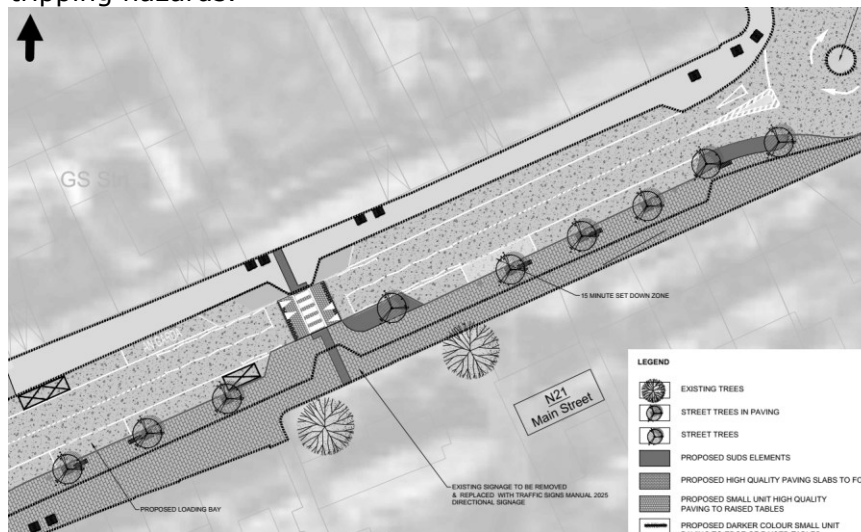 tripping hazards.
15 MINUTE SET DOWN ZONE
N21
Main Street
EXISTING SIGNAGE TO BE REMOVED
& REPLACED WITH TRAFFIC SIGNS MANUAL 2025
DIRECTIONAL SIGNAGE
PROPOSED LOADING BAY
LEGEND
EXISTING TREES
STREET TREES IN PAVING
STREET TREES
PROPOSED SUDS ELEMENTS
PROPOSED HIGH QUALITY PAVING SLABS TO FO
PROPOSED SMALL UNIT HIGH QUALITY
PAVING TO RAISED TABLES
PROPOSED DARKER COLOUR SMALL UNIT